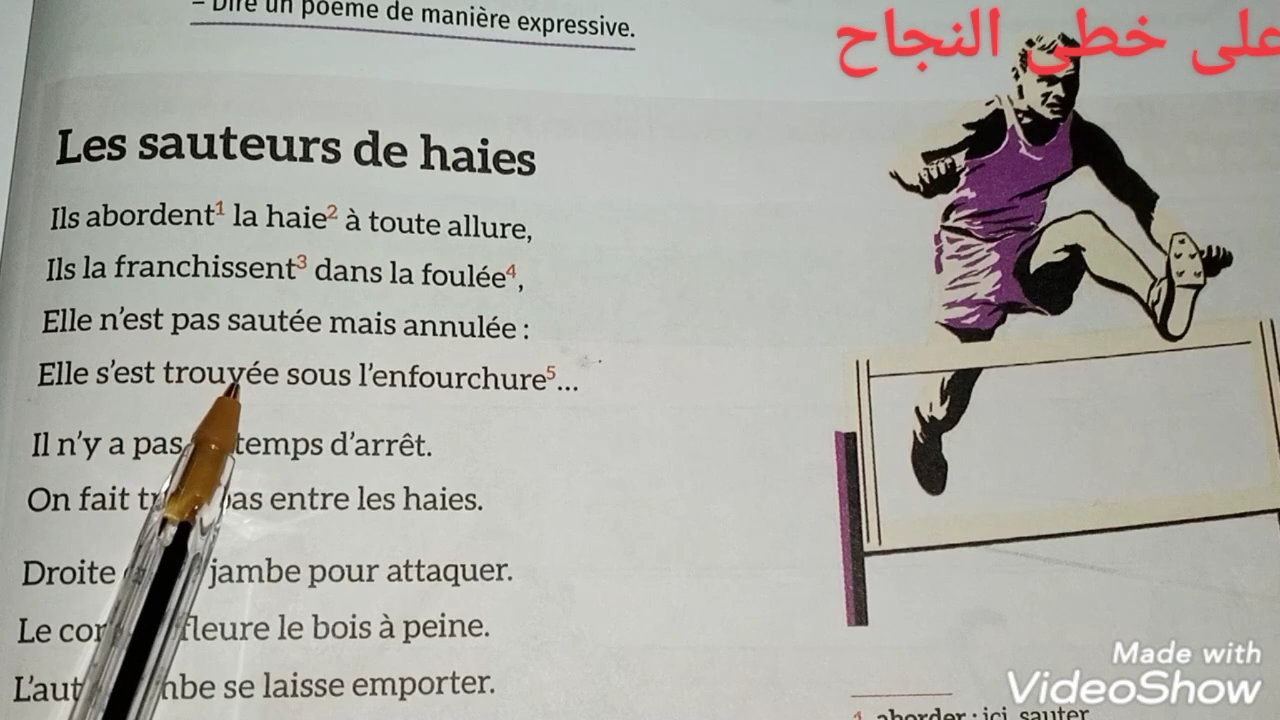 – Dire un poème de manière expressive.
على خطى النجاح
Les sauteurs de haies
Ils abordent¹ la haie² à toute allure,
Ils la franchissent³ dans la foulée⁴,
Elle n'est pas sautée mais annulée :
Elle s'est trouvée sous l'enfourchure⁵...
Il n'y a pas temps d'arrêt.
On fait pas entre les haies.
Droite jambe pour attaquer.
Le le bois à peine.
se laisse emporter.
1 aborder : ici, sauter
Made with
VideoShow